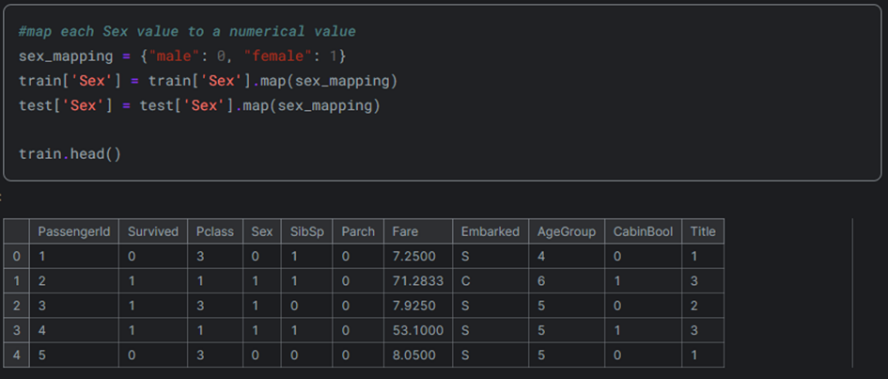 #map each Sex value to a numerical value
sex_mapping = {"male": 0, "female": 1}
train['Sex'] = train['Sex'].map(sex_mapping)
test['Sex'] = test['Sex'].map(sex_mapping)
train.head()
:
PassengerId Survived Pclass Sex SibSp Parch Fare Embarked AgeGroup CabinBool Title
0 1 0 3 0 1 0 7.2500 S 4 0 1
1 2 1 1 1 1 0 71.2833 C 6 1 3
2 3 1 3 1 0 0 7.9250 S 5 0 2
3 4 1 1 1 1 0 53.1000 S 5 1 3
4 5 0 3 0 0 0 8.0500 S 5 0 1